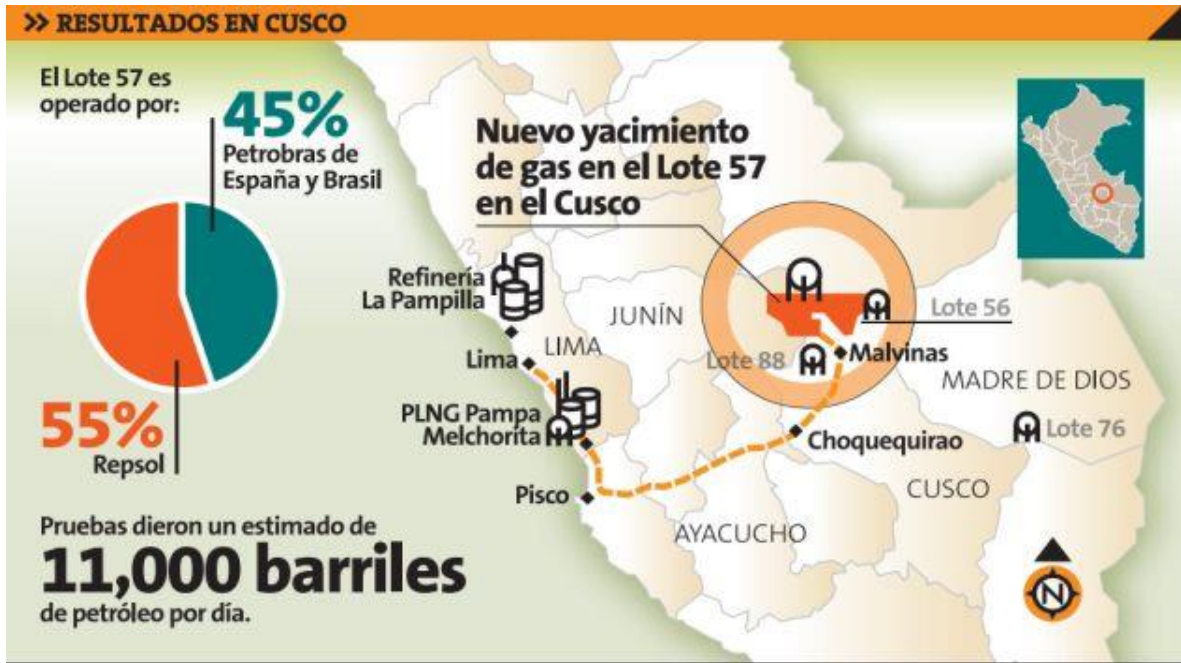 >> RESULTADOS EN CUSCO
El Lote 57 es
operado por:
45%
Petrobras de
España y Brasil
55%
Repsol
Pruebas dieron un estimado de
11,000 barriles
de petróleo por día.
Nuevo yacimiento
de gas en el Lote 57
en el Cusco
Refinería
La Pampilla
JUNÍN
Lote 56
Lima
LIMA
Lote 88
Malvinas
MADRE DE DIOS
PLNG Pampa
Melchorita
Choquequirao
Lote 76
Pisco
CUSCO
AYACUCHO
N